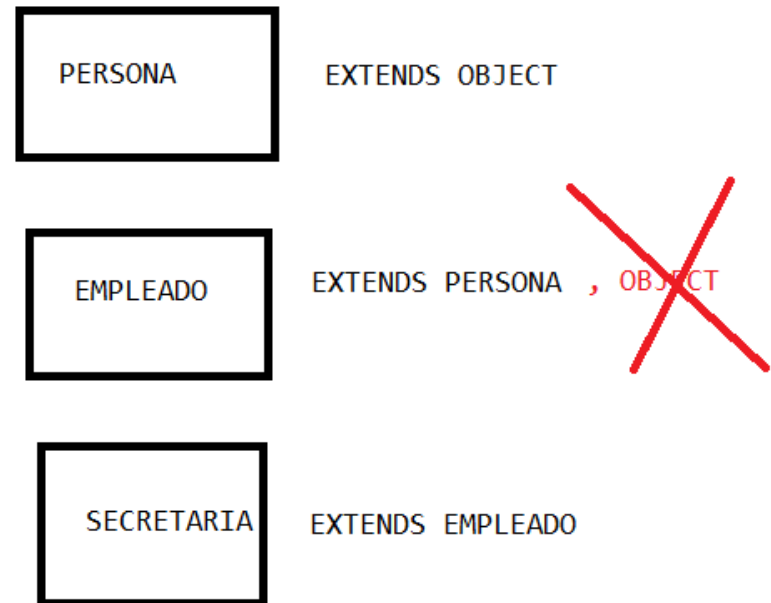 PERSONA EXTENDS OBJECT
EMPLEADO EXTENDS PERSONA , OBJECT
SECRETARIA EXTENDS EMPLEADO